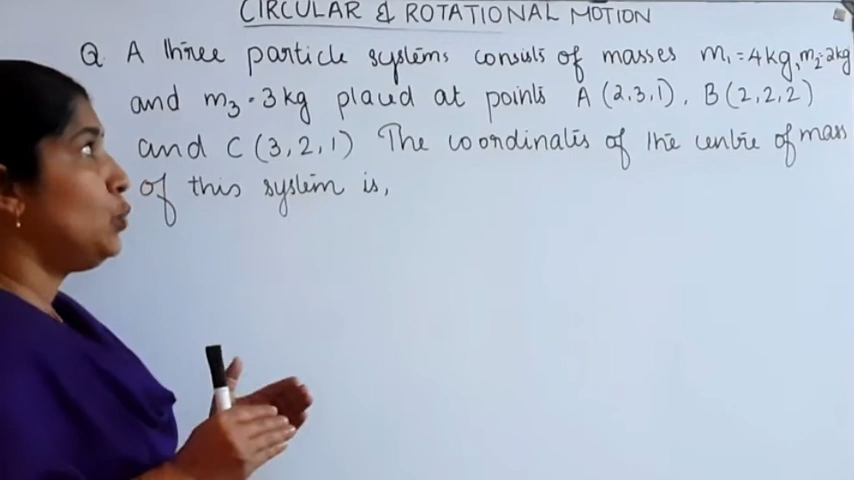 CIRCULAR & ROTATIONAL MOTION
Q. A three particle systems consists of masses m₁=4kg, m₂=2kg
and m₃=3kg placed at points A (2,3,1), B(2,2,2)
and C (3,2,1) The coordinates of the centre of mass
of this system is,